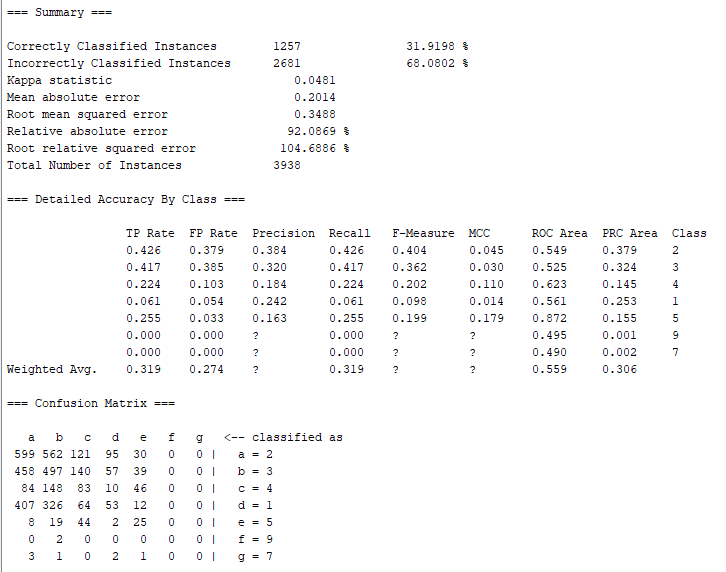 === Summary ===
Correctly Classified Instances 1257 31.9198 %
Incorrectly Classified Instances 2681 68.0802 %
Kappa statistic 0.0481
Mean absolute error 0.2014
Root mean squared error 0.3488
Relative absolute error 92.0869 %
Root relative squared error 104.6886 %
Total Number of Instances 3938
=== Detailed Accuracy By Class ===
TP Rate FP Rate Precision Recall F-Measure MCC ROC Area PRC Area Class
0.426 0.379 0.384 0.426 0.404 0.045 0.549 0.379 2
0.417 0.385 0.320 0.417 0.362 0.030 0.525 0.324 3
0.224 0.103 0.184 0.224 0.202 0.110 0.623 0.145 4
0.061 0.054 0.242 0.061 0.098 0.014 0.561 0.253 1
0.255 0.033 0.163 0.255 0.199 0.179 0.872 0.155 5
0.000 0.000 ? 0.000 ? ? 0.495 0.001 9
0.000 0.000 ? 0.000 ? ? 0.490 0.002 7
Weighted Avg. 0.319 0.274 ? 0.319 ? ? 0.559 0.306
=== Confusion Matrix ===
a b c d e f g <-- classified as
599 562 121 95 30 0 0 | a = 2
458 497 140 57 39 0 0 | b = 3
84 148 83 10 46 0 0 | c = 4
407 326 64 53 12 0 0 | d = 1
8 19 44 2 25 0 0 | e = 5
0 2 0 0 0 0 0 | f = 9
3 1 0 2 1 0 0 | g = 7